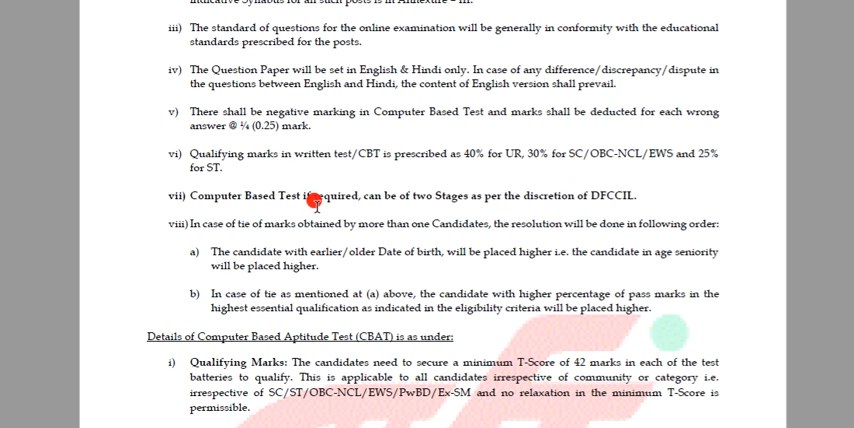 iii) The standard of questions for the online examination will be generally in conformity with the educational
standards prescribed for the posts.
iv) The Question Paper will be set in English & Hindi only. In case of any difference/discrepancy/dispute in
the questions between English and Hindi, the content of English version shall prevail.
v) There shall be negative marking in Computer Based Test and marks shall be deducted for each wrong
answer @ ¼ (0.25) mark.
vi) Qualifying marks in written test/CBT is prescribed as 40% for UR, 30% for SC/OBC-NCL/EWS and 25%
for ST.
vii) Computer Based Test if required, can be of two Stages as per the discretion of DFCCIL.
viii) In case of tie of marks obtained by more than one Candidates, the resolution will be done in following order:
a) The candidate with earlier/older Date of birth, will be placed higher i.e. the candidate in age seniority
will be placed higher.
b) In case of tie as mentioned at (a) above, the candidate with higher percentage of pass marks in the
highest essential qualification as indicated in the eligibility criteria will be placed higher.
Details of Computer Based Aptitude Test (CBAT) is as under:
i) Qualifying Marks: The candidates need to secure a minimum T-Score of 42 marks in each of the test
batteries to qualify. This is applicable to all candidates irrespective of community or category i.e.
irrespective of SC/ST/OBC-NCL/EWS/PwBD/Ex-SM and no relaxation in the minimum T-Score is
permissible.